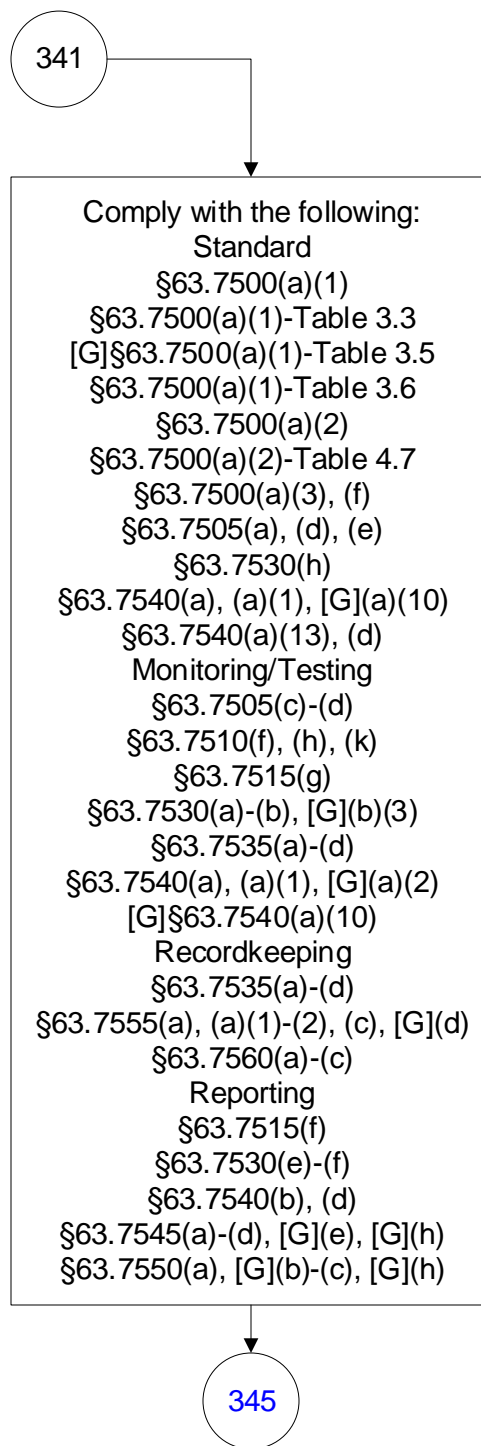 341
Comply with the following:
Standard
§63.7500(a)(1)
§63.7500(a)(1)-Table 3.3
[G]§63.7500(a)(1)-Table 3.5
§63.7500(a)(1)-Table 3.6
§63.7500(a)(2)
§63.7500(a)(2)-Table 4.7
§63.7500(a)(3), (f)
§63.7505(a), (d), (e)
§63.7530(h)
§63.7540(a), (a)(1), [G](a)(10)
§63.7540(a)(13), (d)
Monitoring/Testing
§63.7505(c)-(d)
§63.7510(f), (h), (k)
§63.7515(g)
§63.7530(a)-(b), [G](b)(3)
§63.7535(a)-(d)
§63.7540(a), (a)(1), [G](a)(2)
[G]§63.7540(a)(10)
Recordkeeping
§63.7535(a)-(d)
§63.7555(a), (a)(1)-(2), (c), [G](d)
§63.7560(a)-(c)
Reporting
§63.7515(f)
§63.7530(e)-(f)
§63.7540(b), (d)
§63.7545(a)-(d), [G](e), [G](h)
§63.7550(a), [G](b)-(c), [G](h)
345